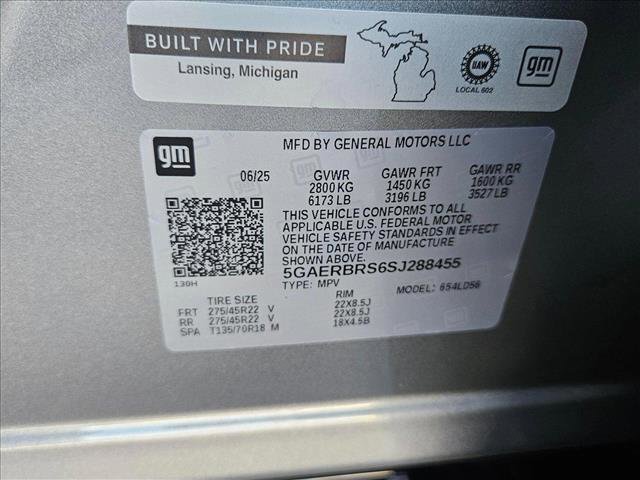 BUILT WITH PRIDE
Lansing, Michigan
UAW
LOCAL 602
gm
gm
MFD BY GENERAL MOTORS LLC
06/25 GVWR GAWR FRT GAWR RR
2800 KG 1450 KG 1600 KG
6173 LB 3196 LB 3527 LB
THIS VEHICLE CONFORMS TO ALL
APPLICABLE U.S. FEDERAL MOTOR
VEHICLE SAFETY STANDARDS IN EFFECT
ON THE DATE OF MANUFACTURE
SHOWN ABOVE.
5GAERBRS6SJ288455
130H
TYPE: MPV MODEL: 654LD56
TIRE SIZE RIM
FRT 275/45R22 V 22X8.5J
RR 275/45R22 V 22X8.5J
SPA T135/70R18 M 18X4.5B